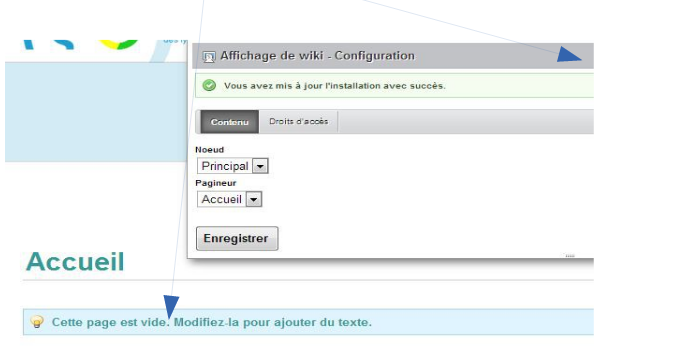 Affichage de wiki - Configuration
Vous avez mis à jour l'installation avec succès.
Contenu Droits d'accès
Noeud
Principal
Pagineur
Accueil
Enregistrer
Accueil
Cette page est vide. Modifiez-la pour ajouter du texte.